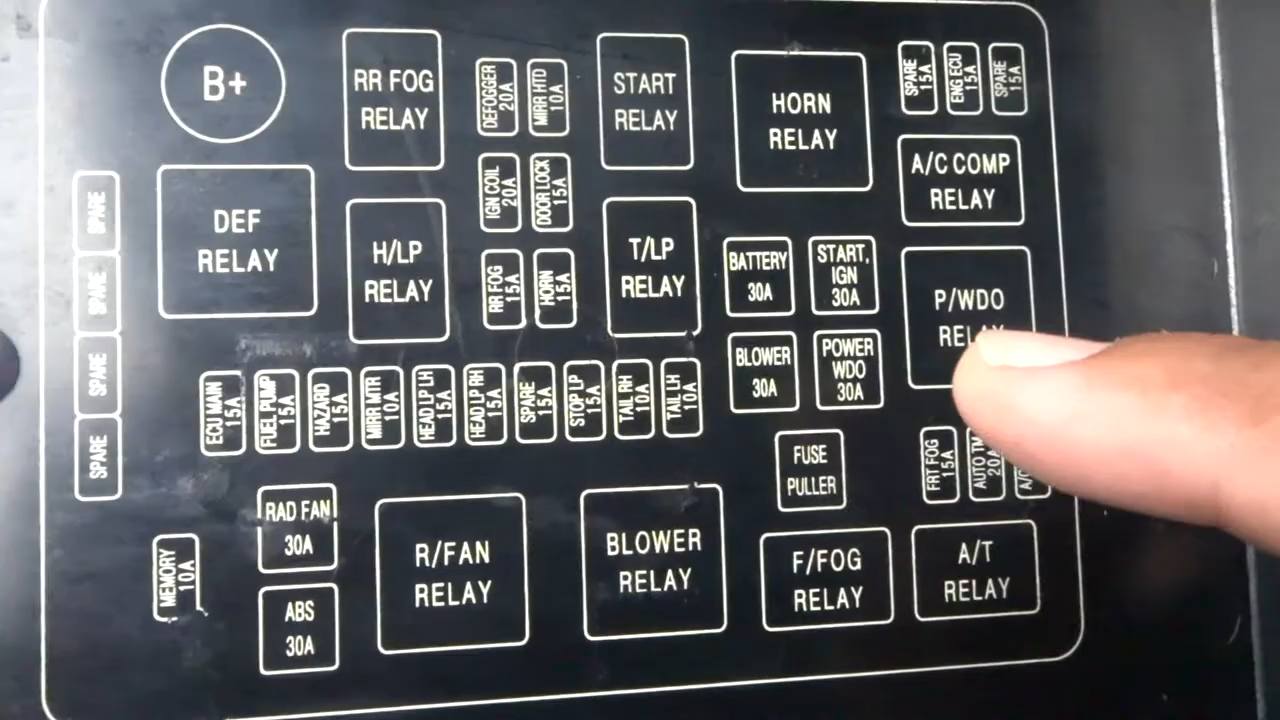 B+
RR FOG
RELAY
DEFOGGER
20A
MIRR HTD
10A
START
RELAY
HORN
RELAY
SPARE
15A
ENG ECU
15A
SPARE
15A
A/C COMP
RELAY
SPARE
SPARE
SPARE
SPARE
DEF
RELAY
H/LP
RELAY
IGN COIL
20A
DOOR LOCK
15A
RR FOG
15A
HORN
15A
T/LP
RELAY
BATTERY
30A
START,
IGN
30A
P/WDO
RELAY
BLOWER
30A
POWER
WDO
30A
ECU MAIN
15A
FUEL PUMP
15A
HAZARD
15A
MIRR MTR
10A
HEAD LP LH
15A
HEAD LP RH
15A
SPARE
15A
STOP LP
15A
TAIL RH
10A
TAIL LH
10A
FUSE
PULLER
FRT FOG
15A
AUTO TM
20A
MEMORY
10A
RAD FAN
30A
ABS
30A
R/FAN
RELAY
BLOWER
RELAY
F/FOG
RELAY
A/T
RELAY